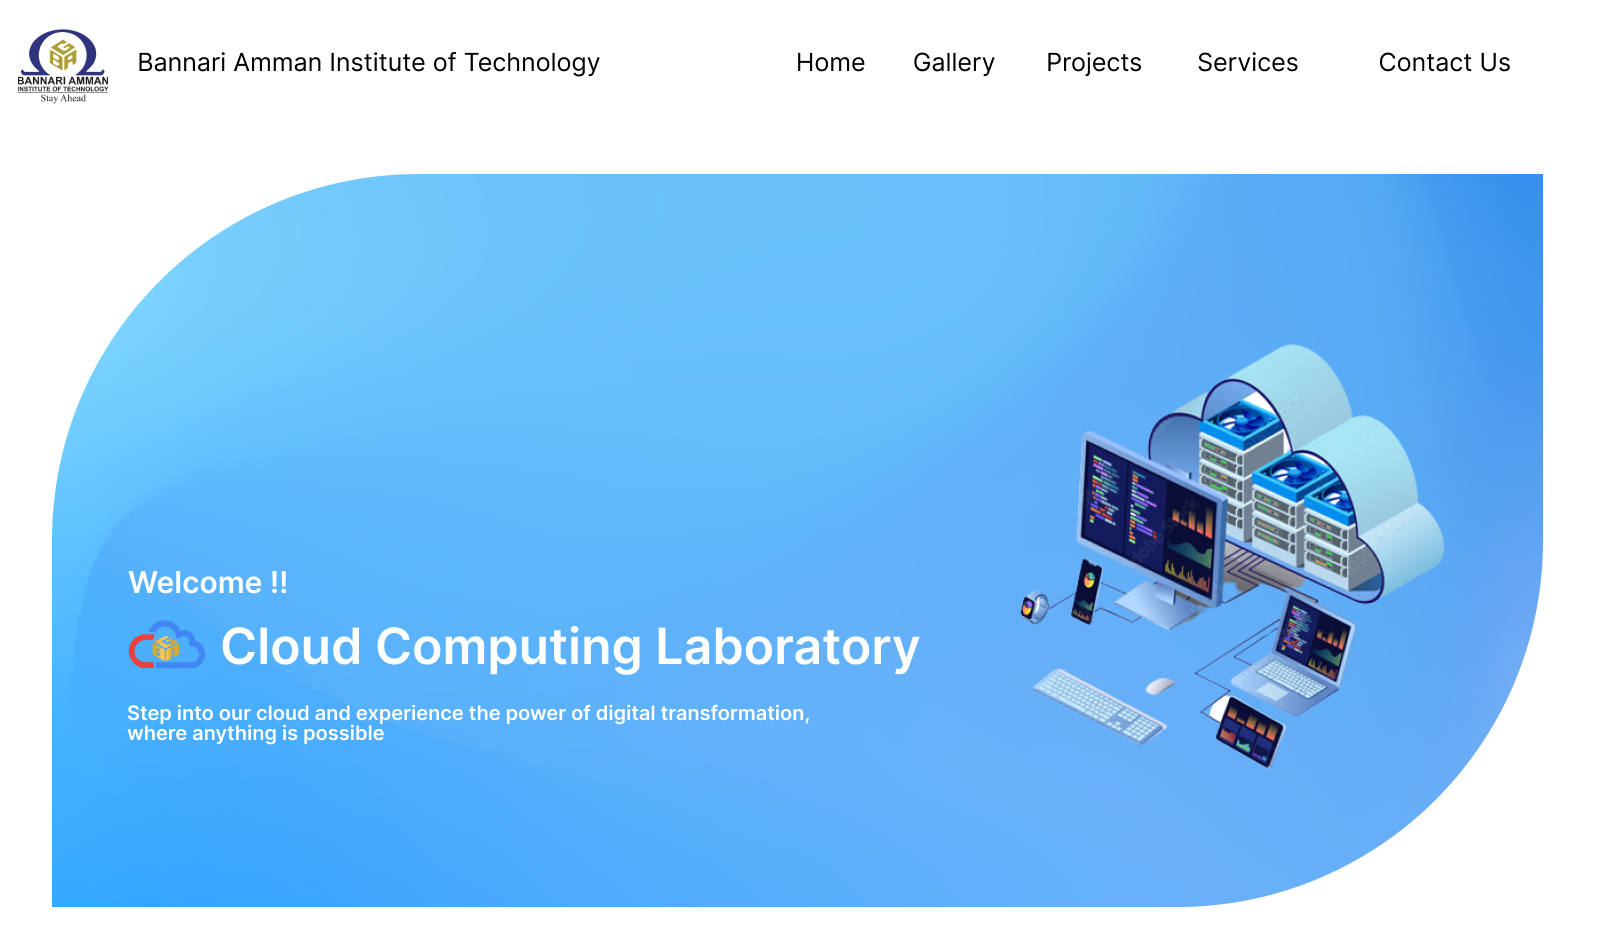 BANNARI AMMAN
INSTITUTE OF TECHNOLOGY
Stay Ahead
Bannari Amman Institute of Technology
Home
Gallery
Projects
Services
Contact Us
Welcome !!
Cloud Computing Laboratory
Step into our cloud and experience the power of digital transformation,
where anything is possible